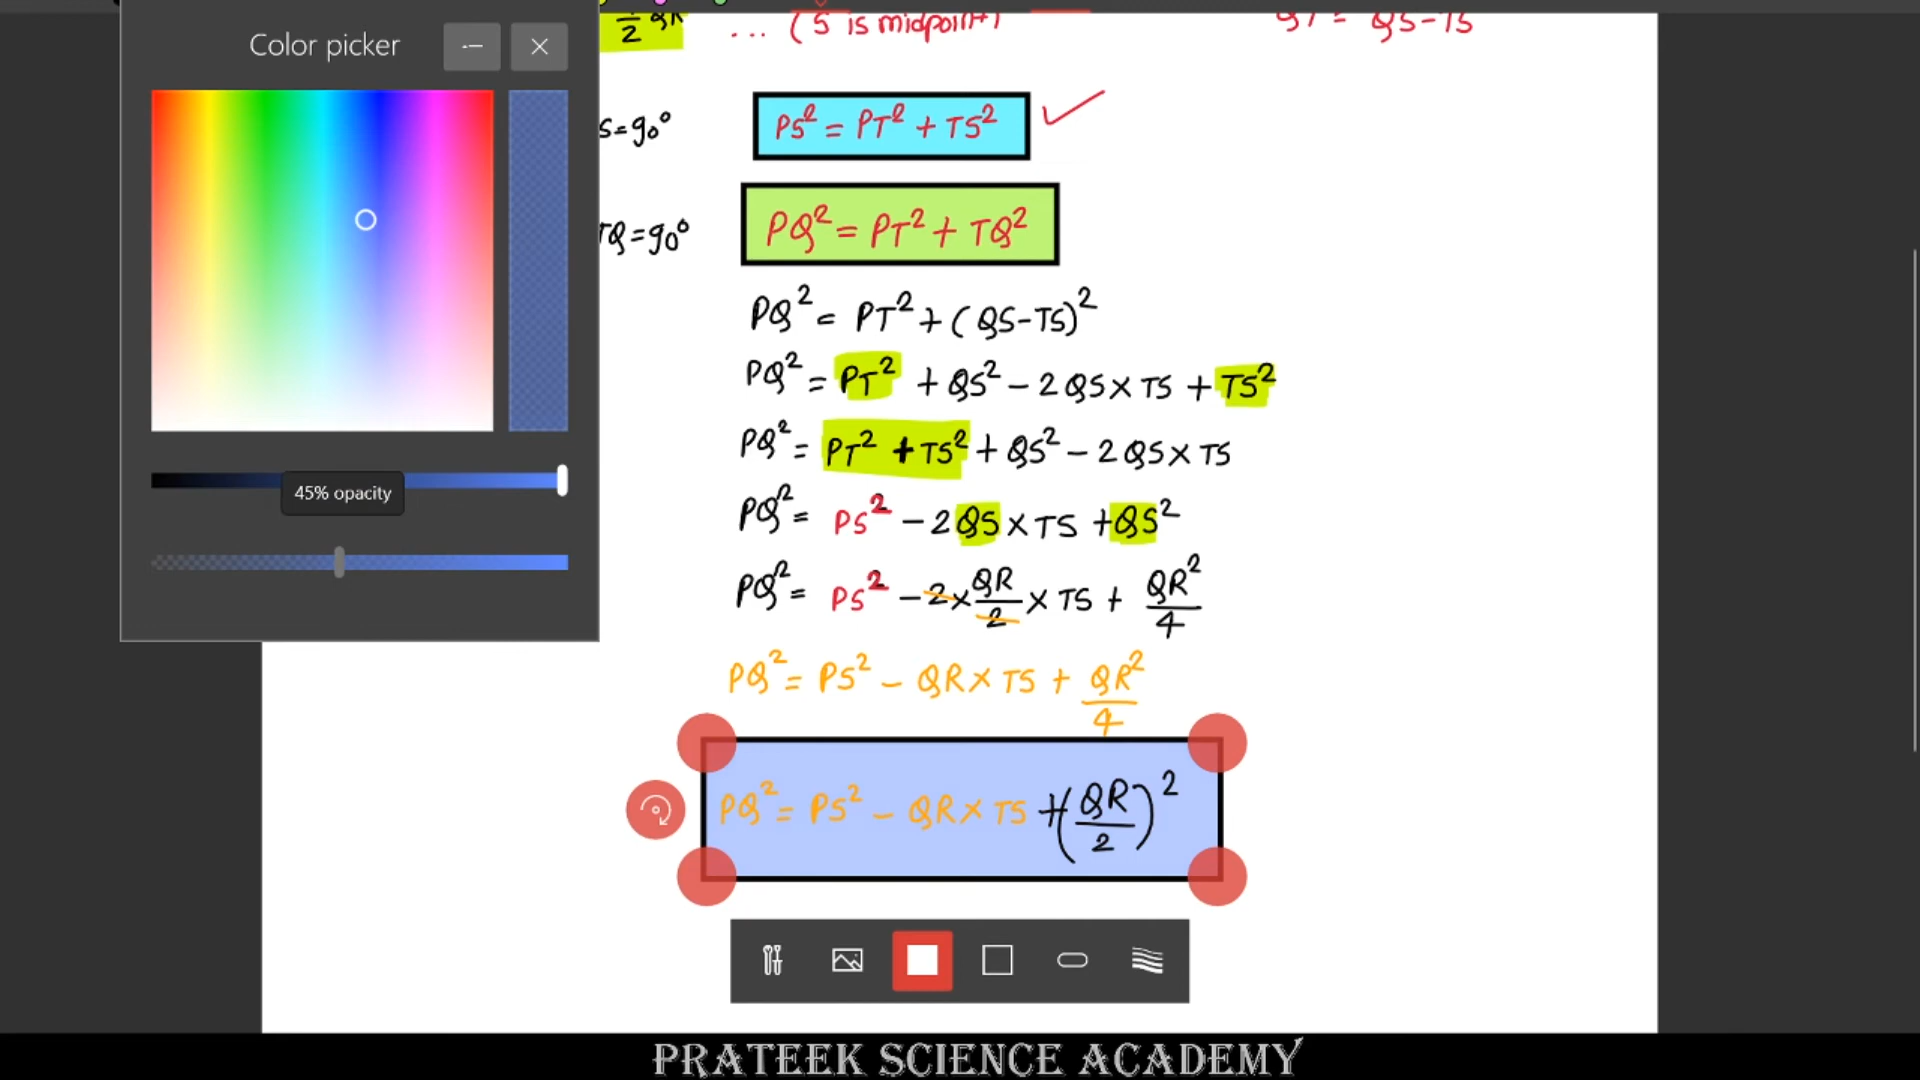 1/2 QR ... (S is midpoint) QT = QS-TS
Color picker
S=90°
PS² = PT² + TS²
TQ=90°
PQ² = PT² + TQ²
PQ² = PT² + (QS-TS)²
PQ² = PT² + QS² - 2QS × TS + TS²
PQ² = PT² + TS² + QS² - 2QS × TS
45% opacity
PQ² = PS² - 2QS × TS + QS²
PQ² = PS² - 2 × QR/2 × TS + QR²/4
PQ² = PS² - QR × TS + QR²/4
PQ² = PS² - QR × TS + (QR/2)²
PRATEEK SCIENCE ACADEMY